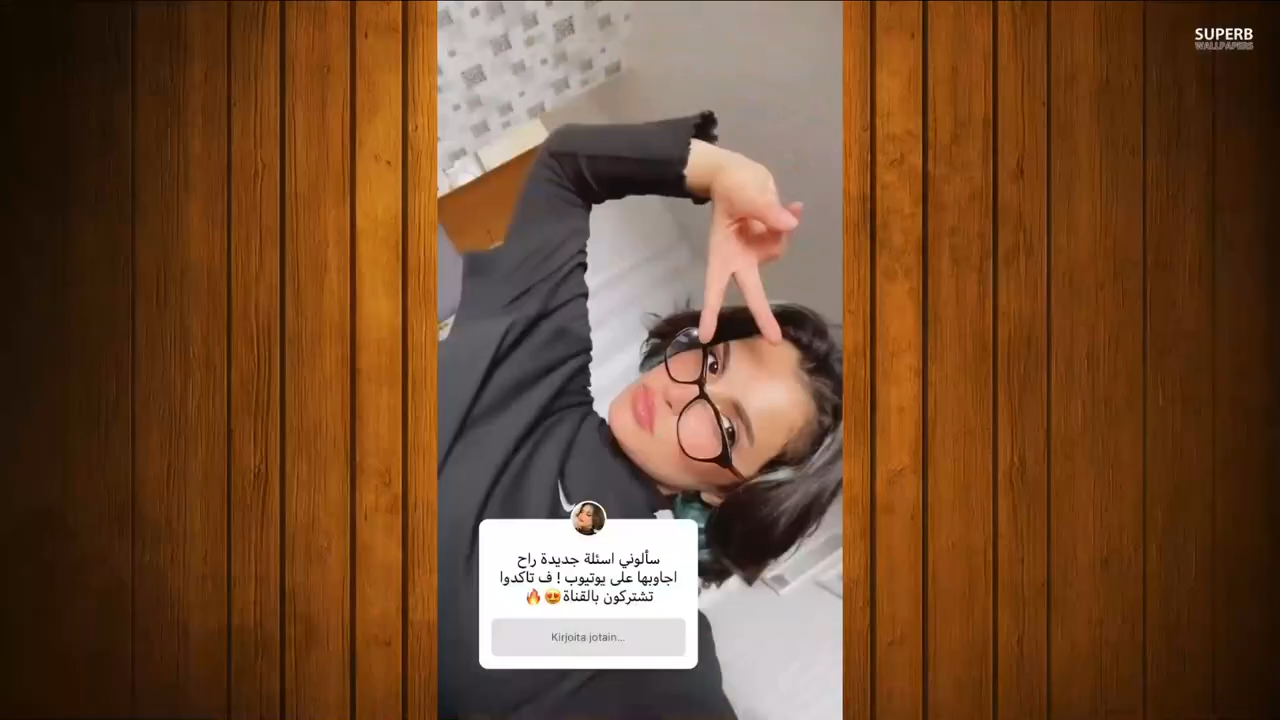 SUPERB
WALLPAPERS
سألوني اسئلة جديدة راح
اجاوبها على يوتيوب ! ف تاكدوا
تشتركون بالقناة😍🔥
Kirjoita jotain...